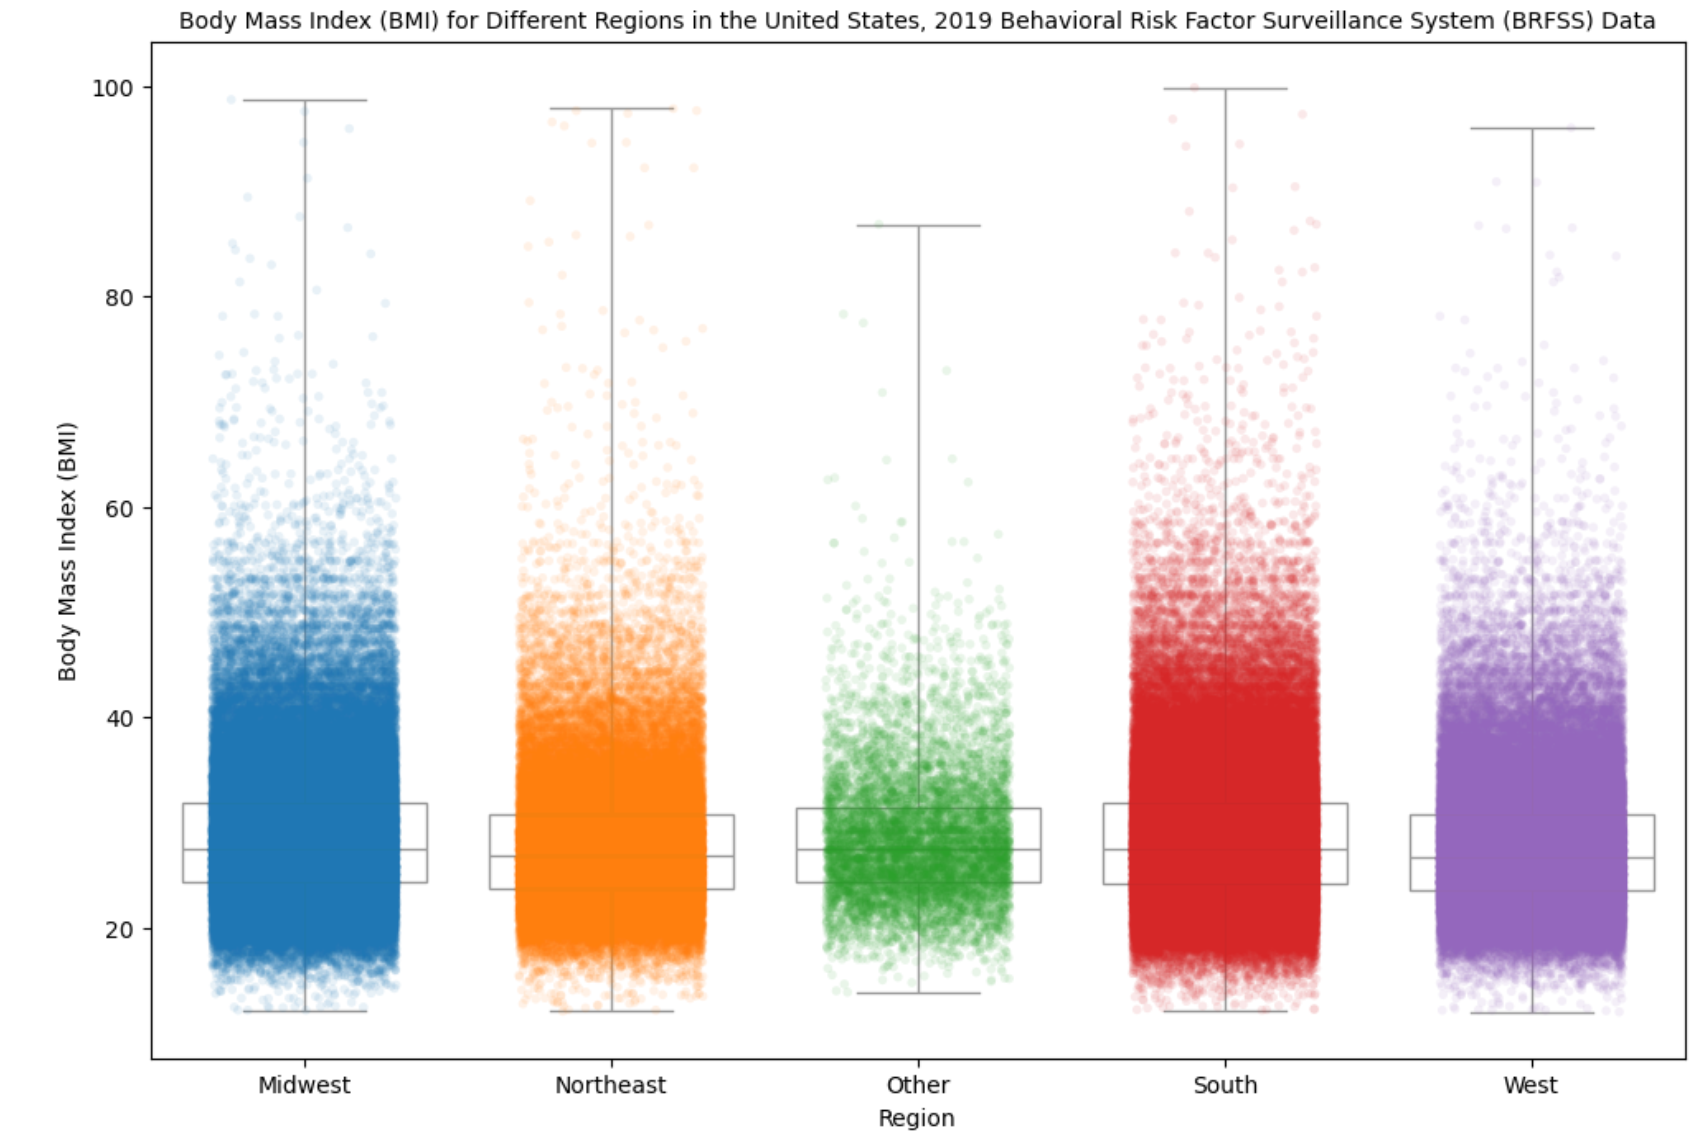 Body Mass Index (BMI) for Different Regions in the United States, 2019 Behavioral Risk Factor Surveillance System (BRFSS) Data
100
80
60
40
20
Body Mass Index (BMI)
Midwest Northeast Other South West
Region